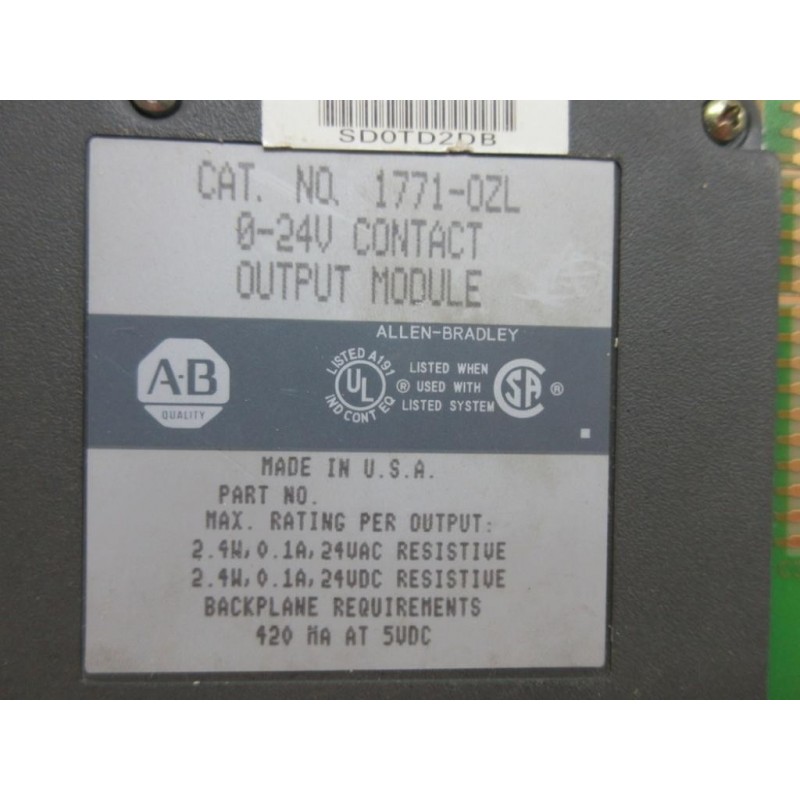 SD0TD2DB
CAT. NO. 1771-OZL
0-24V CONTACT
OUTPUT MODULE
ALLEN-BRADLEY
A-B
QUALITY
LISTED A191
UL
IND CONT EQ
®
LISTED WHEN
USED WITH
LISTED SYSTEM
SA
®
MADE IN U.S.A.
PART NO.
MAX. RATING PER OUTPUT:
2.4W, 0.1A, 24VAC RESISTIVE
2.4W, 0.1A, 24VDC RESISTIVE
BACKPLANE REQUIREMENTS
420 MA AT 5VDC